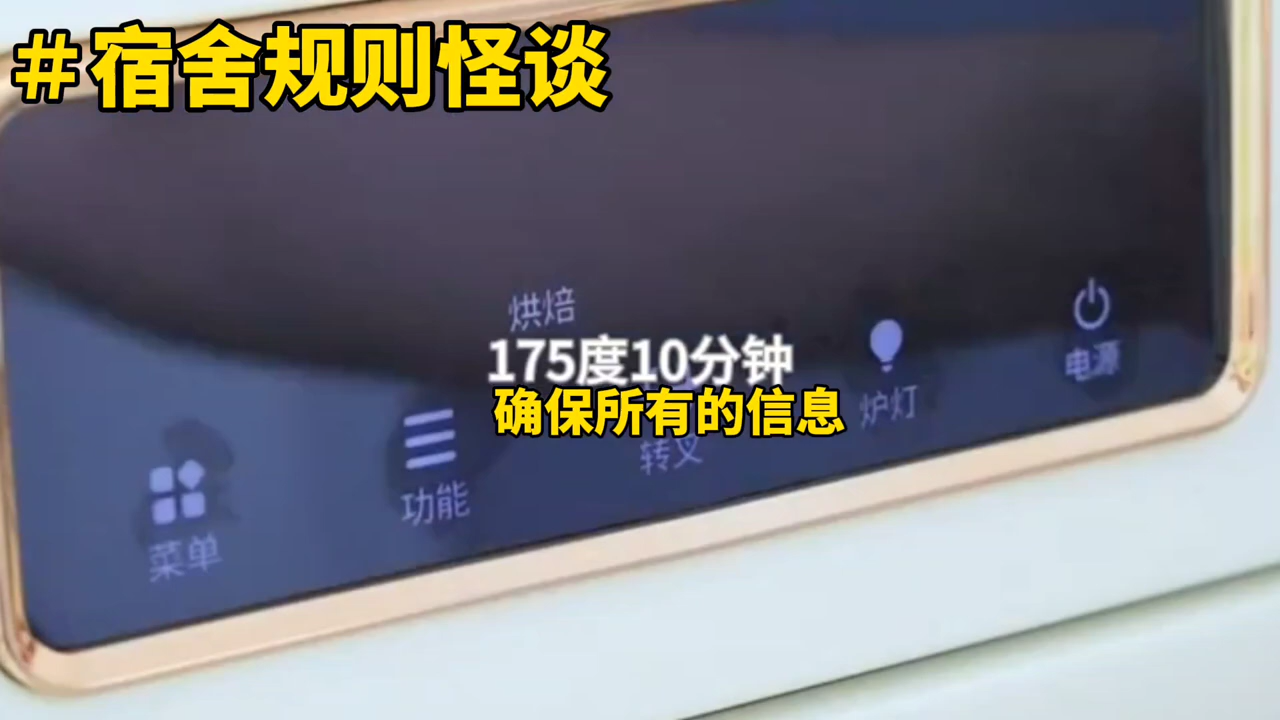 #宿舍规则怪谈
烘焙
175度10分钟
确保所有的信息
电源
炉灯
转叉
功能
菜单